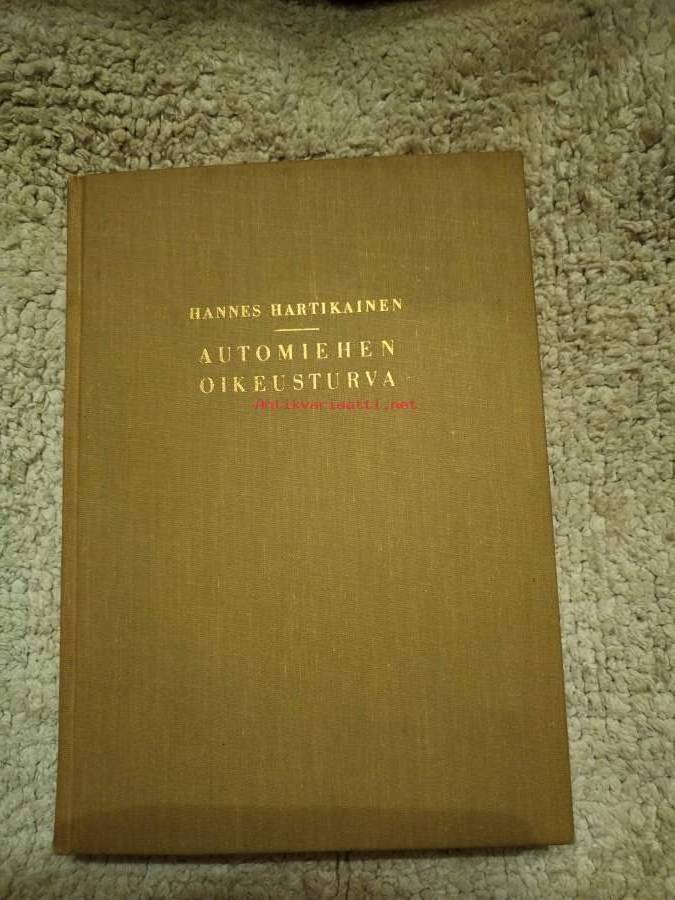 HANNES HARTIKAINEN
AUTOMIEHEN
OIKEUSTURVA
Antikvariaatti.net